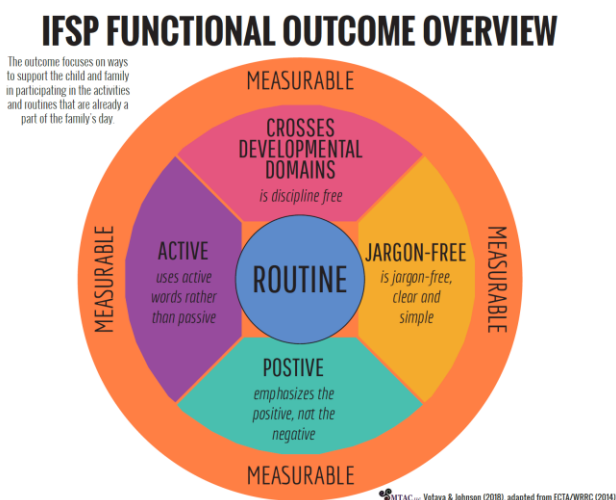 IFSP FUNCTIONAL OUTCOME OVERVIEW
The outcome focuses on ways
to support the child and family
in participating in the activities
and routines that are already a
part of the family's day.
MEASURABLE
CROSSES
DEVELOPMENTAL
DOMAINS
is discipline free
MEASURABLE
ACTIVE
uses active
words rather
than passive
ROUTINE
JARGON-FREE
is jargon-free,
clear and
simple
MEASURABLE
POSTIVE
emphasizes the
positive, not the
negative
MEASURABLE
MTAC Votava & Johnson (2018), adapted from ECTA/WRRC (2014)